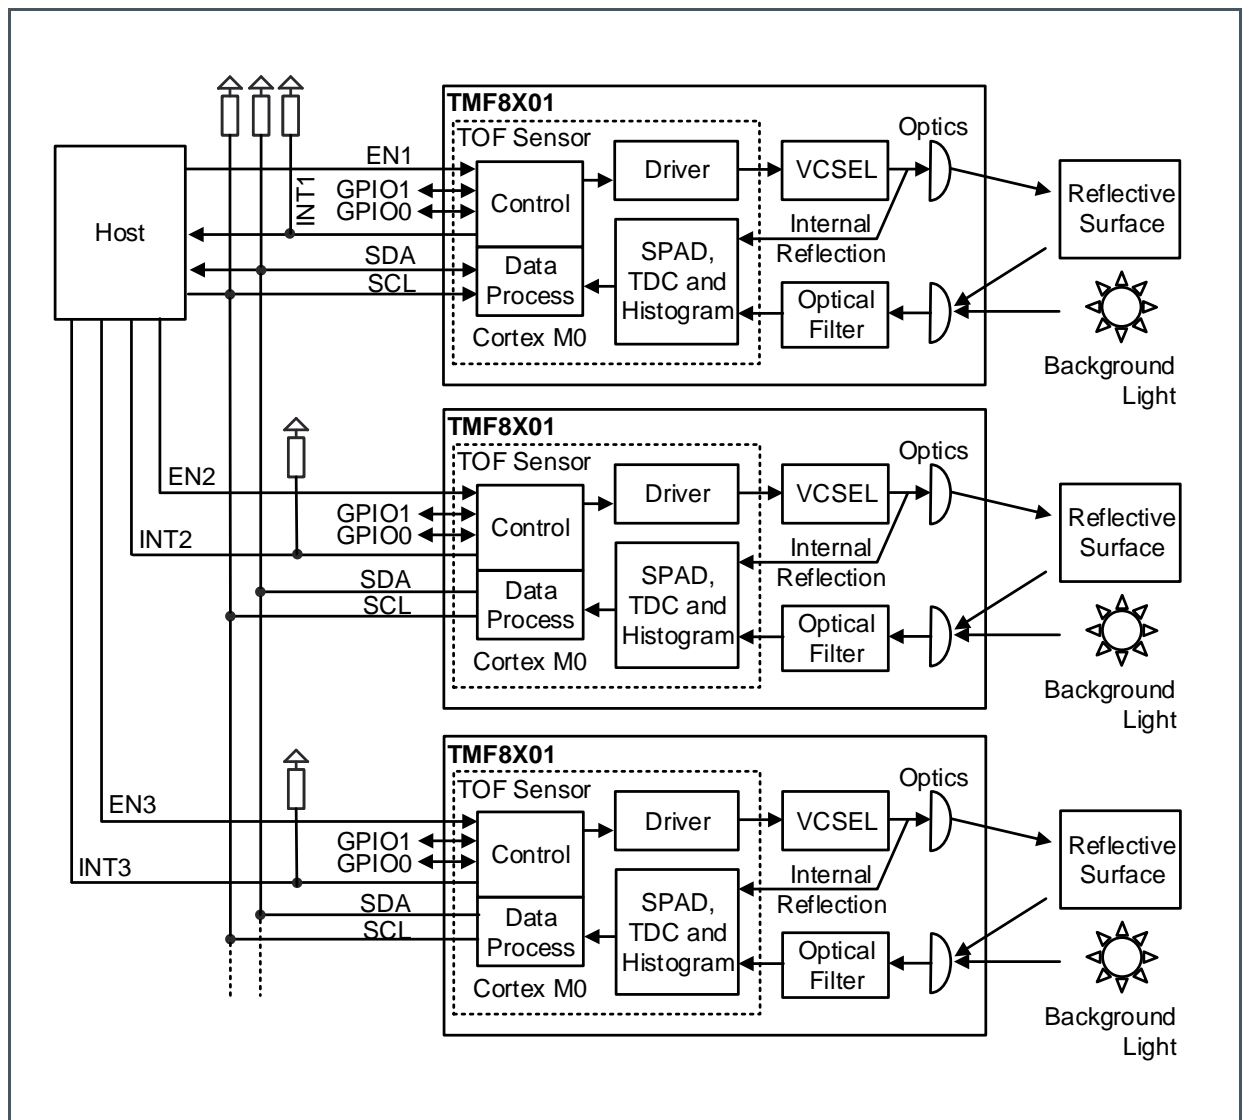 TMF8X01
TOF Sensor
Optics
EN1
Driver
VCSEL
GPIO1
GPIO0
INT1
Control
Reflective
Surface
Host
Internal
Reflection
SDA
SCL
Data
Process
SPAD,
TDC and
Histogram
Optical
Filter
Cortex M0
Background
Light
TMF8X01
TOF Sensor
Optics
EN2
Driver
VCSEL
GPIO1
GPIO0
INT2
Control
Reflective
Surface
Internal
Reflection
SDA
SCL
Data
Process
SPAD,
TDC and
Histogram
Optical
Filter
Cortex M0
Background
Light
TMF8X01
TOF Sensor
Optics
EN3
Driver
VCSEL
GPIO1
GPIO0
INT3
Control
Reflective
Surface
Internal
Reflection
SDA
SCL
Data
Process
SPAD,
TDC and
Histogram
Optical
Filter
Cortex M0
Background
Light